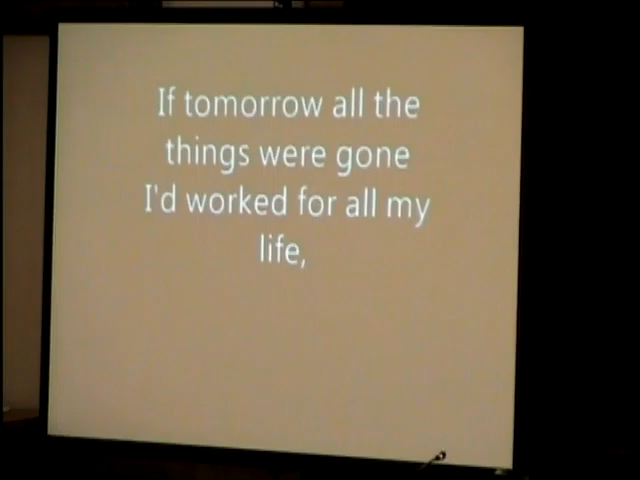 If tomorrow all the
things were gone
I'd worked for all my
life,